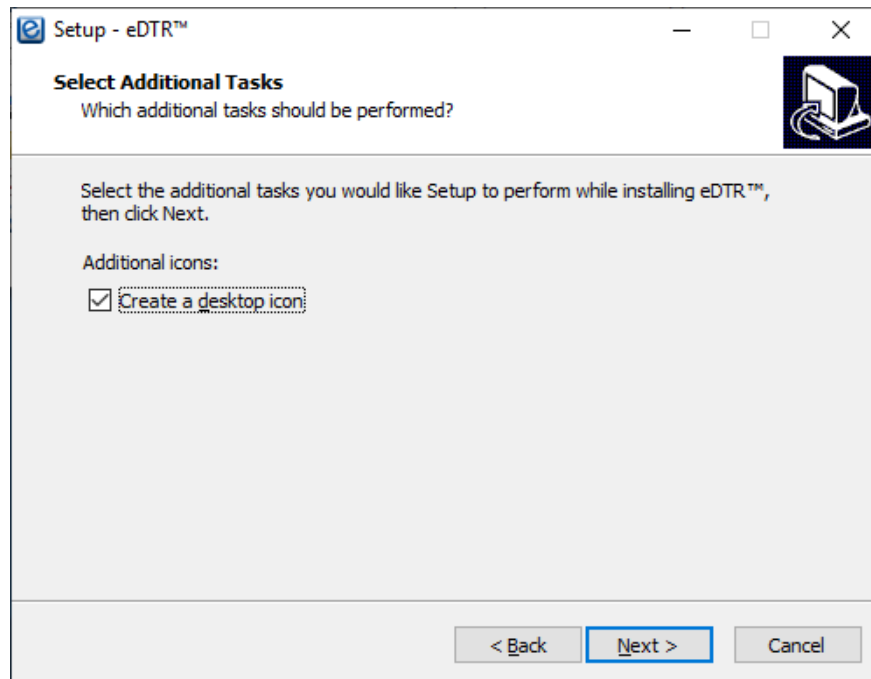 Setup - eDTR™
Select Additional Tasks
Which additional tasks should be performed?
Select the additional tasks you would like Setup to perform while installing eDTR™,
then click Next.
Additional icons:
Create a desktop icon
< Back
Next >
Cancel